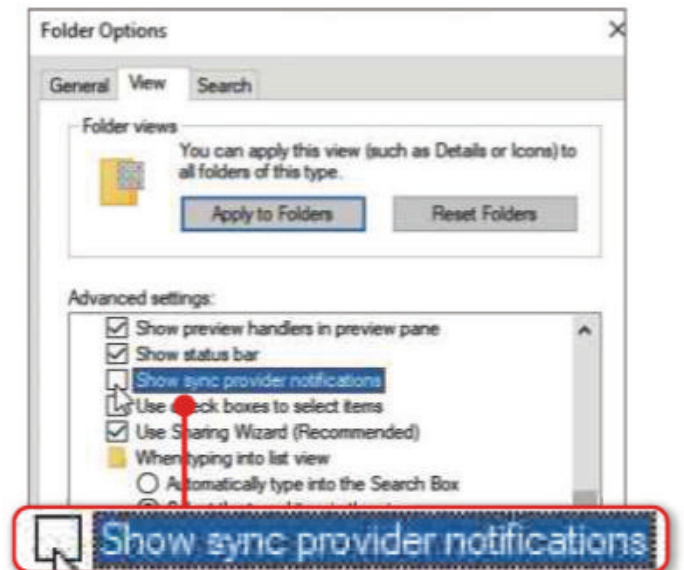 Folder Options
General View Search
Folder views
You can apply this view (such as Details or Icons) to
all folders of this type.
Apply to Folders Reset Folders
Advanced settings:
Show preview handlers in preview pane
Show status bar
Show sync provider notifications
Use check boxes to select items
Use Sharing Wizard (Recommended)
When typing into list view
Automatically type into the Search Box
Show sync provider notifications